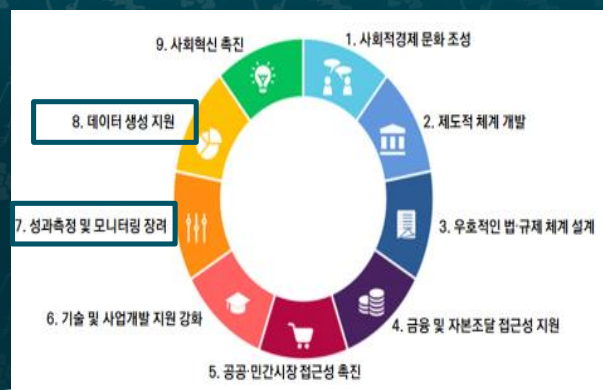 1. 사회적경제 문화 조성
2. 제도적 체계 개발
3. 우호적인 법·규제 체계 설계
4. 금융 및 자본조달 접근성 지원
5. 공공·민간시장 접근성 촉진
6. 기술 및 사업개발 지원 강화
7. 성과측정 및 모니터링 장려
8. 데이터 생성 지원
9. 사회혁신 촉진